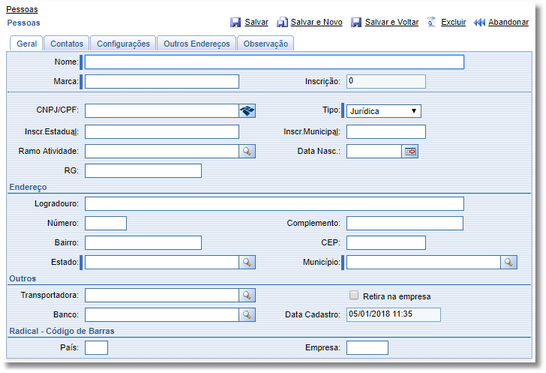 Pessoas
Pessoas Salvar Salvar e Novo Salvar e Voltar Excluir Abandonar
Geral Contatos Configurações Outros Endereços Observação
Nome:
Marca: Inscrição: 0
CNPJ/CPF: Tipo: Jurídica
Inscr.Estadual: Inscr.Municipal:
Ramo Atividade: Data Nasc.:
RG:
Endereço
Logradouro:
Número: Complemento:
Bairro: CEP:
Estado: Município:
Outros
Transportadora: Retira na empresa
Banco: Data Cadastro: 05/01/2018 11:35
Radical - Código de Barras
País: Empresa: